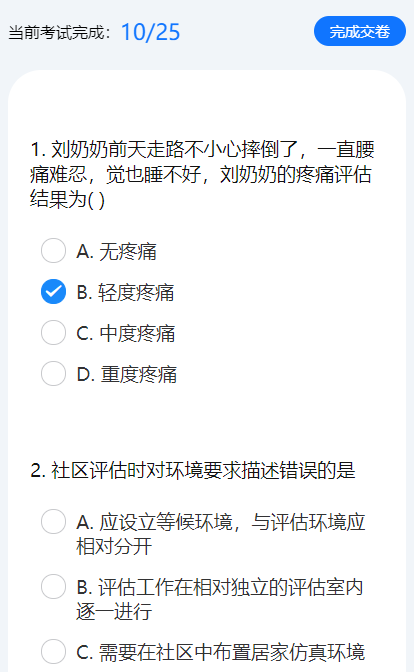 当前考试完成：10/25 完成交卷
1. 刘奶奶前天走路不小心摔倒了，一直腰
痛难忍，觉也睡不好，刘奶奶的疼痛评估
结果为( )
A. 无疼痛
B. 轻度疼痛
C. 中度疼痛
D. 重度疼痛
2. 社区评估时对环境要求描述错误的是
A. 应设立等候环境，与评估环境应
相对分开
B. 评估工作在相对独立的评估室内
逐一进行
C. 需要在社区中布置居家仿真环境